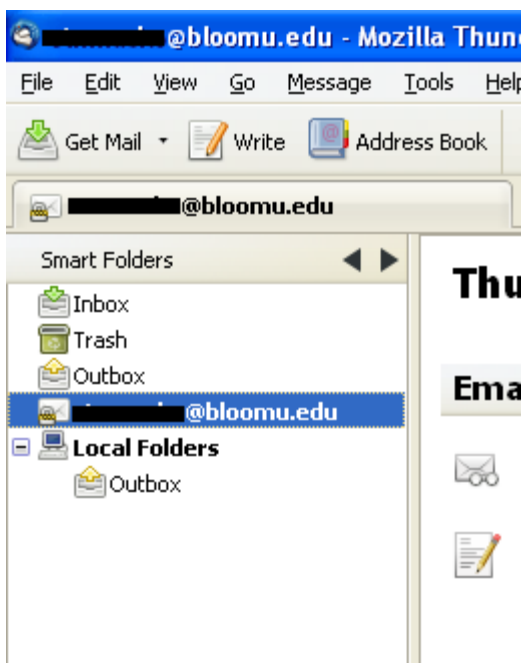 @bloomu.edu - Mozilla Thun
File Edit View Go Message Tools Help
Get Mail Write Address Book
@bloomu.edu
Smart Folders
Thu
Inbox
Trash
Outbox
Ema
@bloomu.edu
Local Folders
Outbox